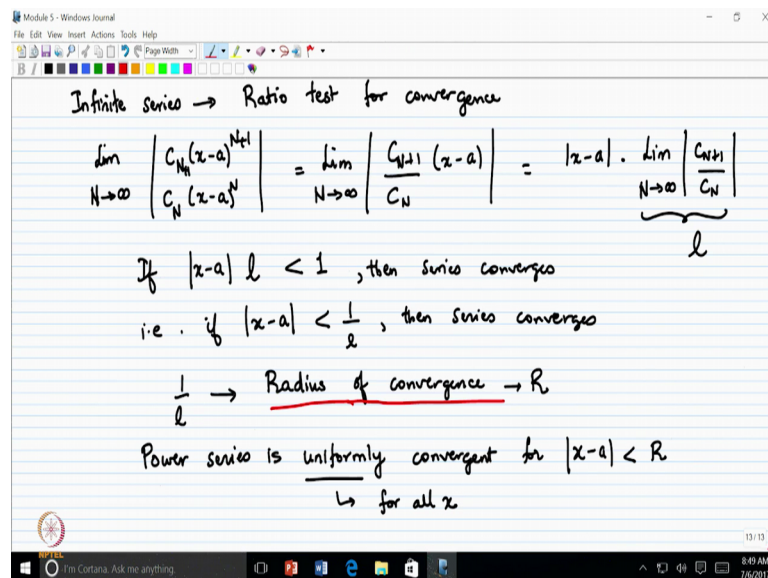 Module 5 - Windows Journal
File Edit View Insert Actions Tools Help
Page Width
B I
Infinite series → Ratio test for convergence
Lim N→∞ | C_{N+1} (x-a)^{N+1} / C_N (x-a)^N | = Lim N→∞ | C_{N+1} / C_N (x-a) | = |x-a| · Lim N→∞ | C_{N+1} / C_N |
l
If |x-a| l < 1 , then series converges
i.e. if |x-a| < 1/l , then series converges
1/l → Radius of convergence → R
Power series is uniformly convergent for |x-a| < R
↳ for all x
13/13
NPTEL
I'm Cortana. Ask me anything.
8:49 AM
7/6/201